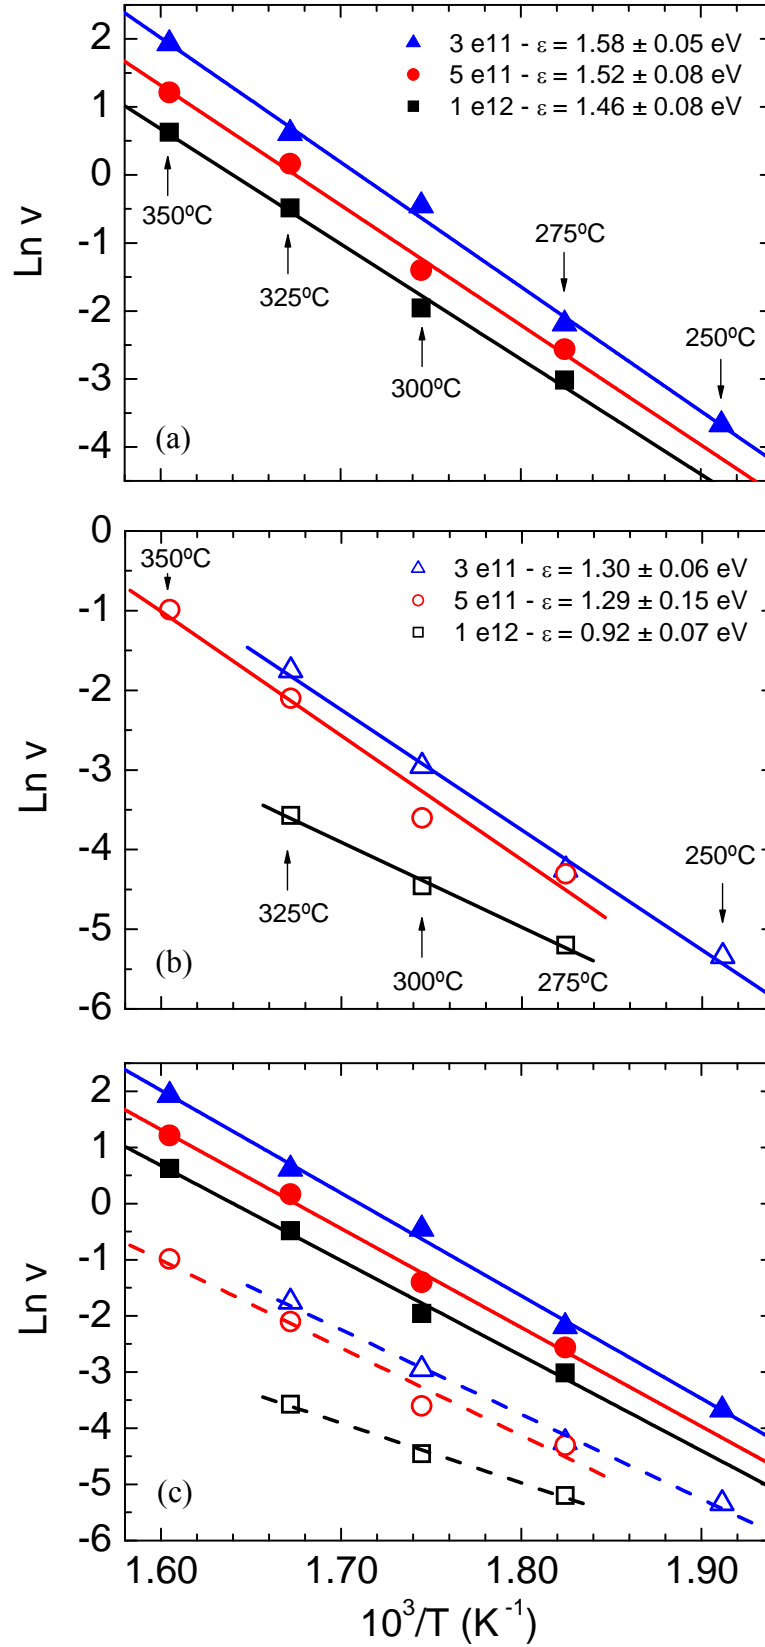 2
3 e11 - ε = 1.58 ± 0.05 eV
5 e11 - ε = 1.52 ± 0.08 eV
1
1 e12 - ε = 1.46 ± 0.08 eV
0
350ºC
275ºC
Ln v
-1
325ºC
-2
250ºC
300ºC
-3
-4
(a)
0
350ºC
3 e11 - ε = 1.30 ± 0.06 eV
5 e11 - ε = 1.29 ± 0.15 eV
-1
1 e12 - ε = 0.92 ± 0.07 eV
-2
Ln v
-3
-4
250ºC
325ºC
-5
(b)
300ºC
275ºC
-6
2
1
0
-1
Ln v
-2
-3
-4
-5
(c)
-6
1.60
1.70
1.80
1.90
10³/T (K⁻¹)